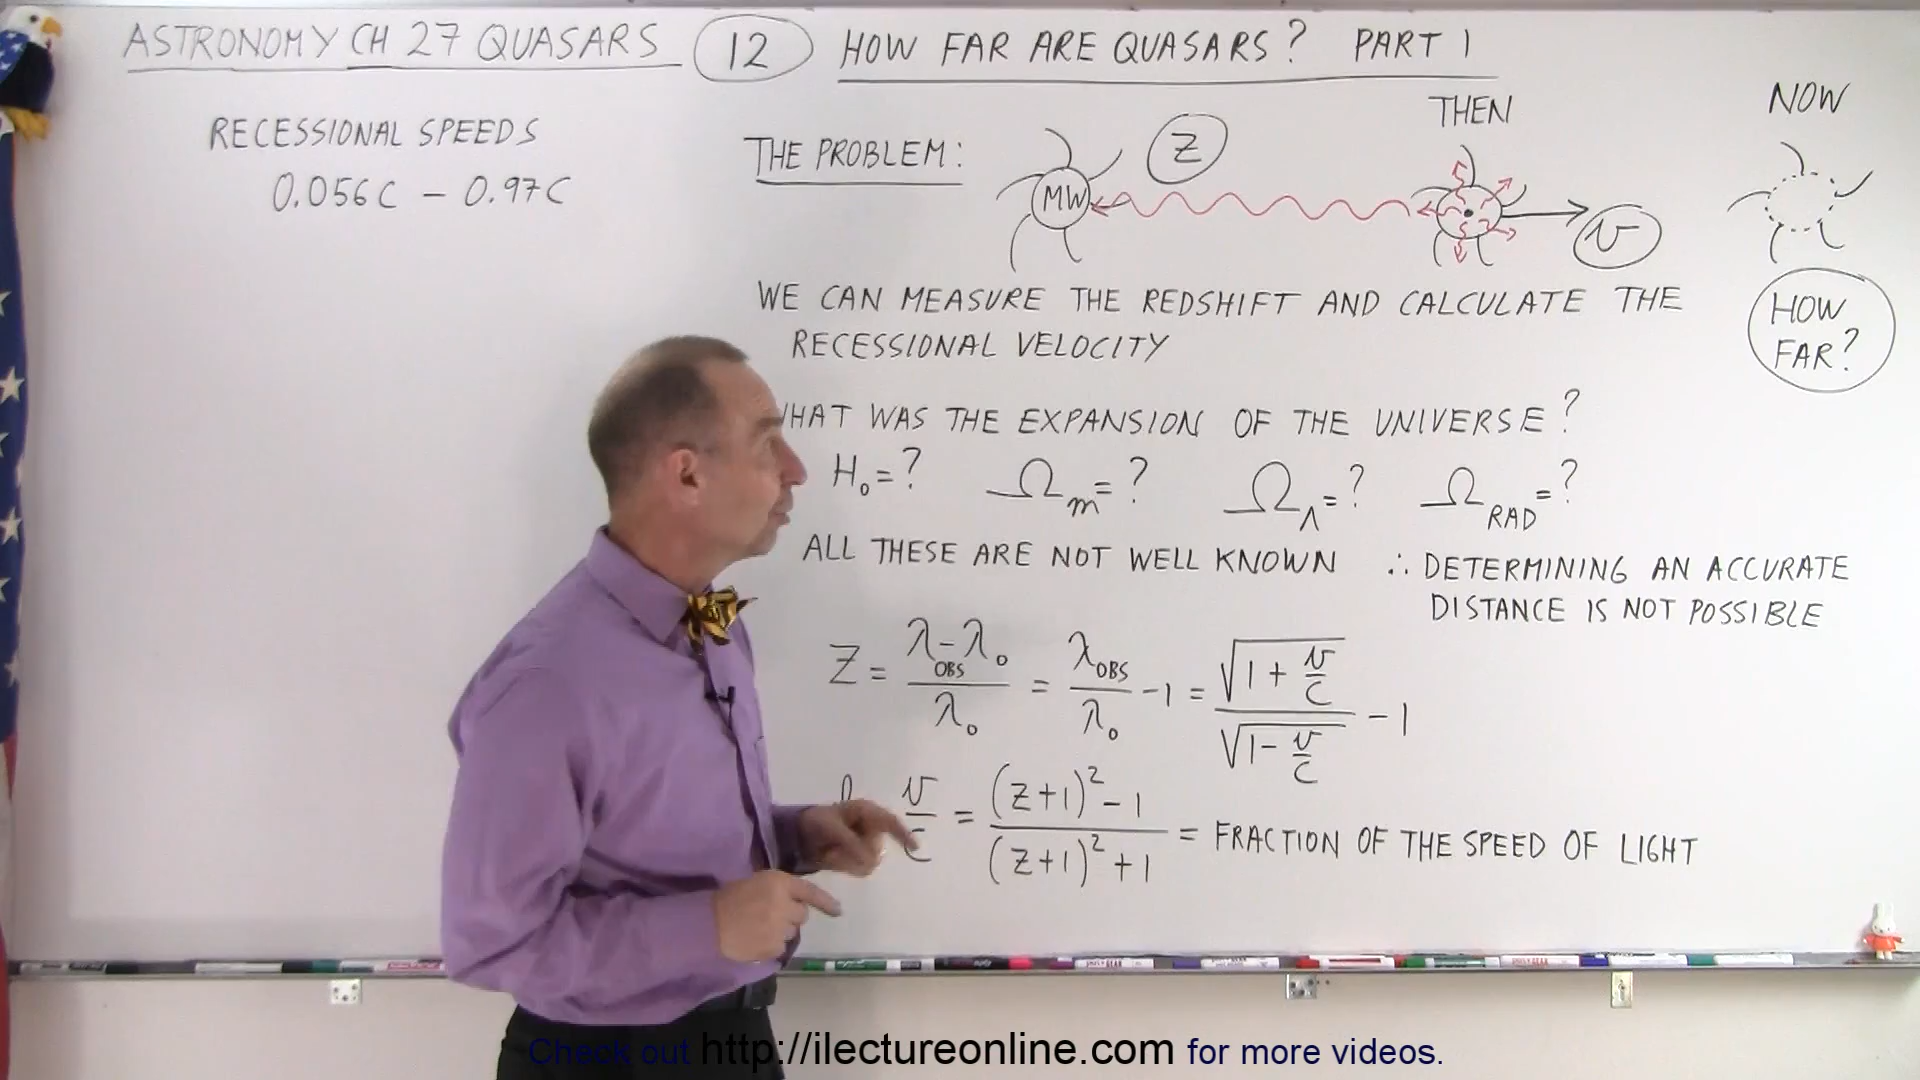 ASTRONOMY CH 27 QUASARS 12 HOW FAR ARE QUASARS? PART 1
RECESSIONAL SPEEDS
0.056C – 0.97C
THE PROBLEM:
MW
Z
THEN
v
NOW
HOW
FAR?
WE CAN MEASURE THE REDSHIFT AND CALCULATE THE
RECESSIONAL VELOCITY
WHAT WAS THE EXPANSION OF THE UNIVERSE?
H₀ = ? Ωₘ = ? Ω_Λ = ? Ω_RAD = ?
ALL THESE ARE NOT WELL KNOWN ∴ DETERMINING AN ACCURATE
DISTANCE IS NOT POSSIBLE
Z = (λ_OBS – λ₀)/λ₀ = λ_OBS/λ₀ – 1 = √(1 + v/c)/√(1 – v/c) – 1
v/c = ((Z+1)² – 1)/((Z+1)² + 1) = FRACTION OF THE SPEED OF LIGHT
Check out http://ilectureonline.com for more videos.